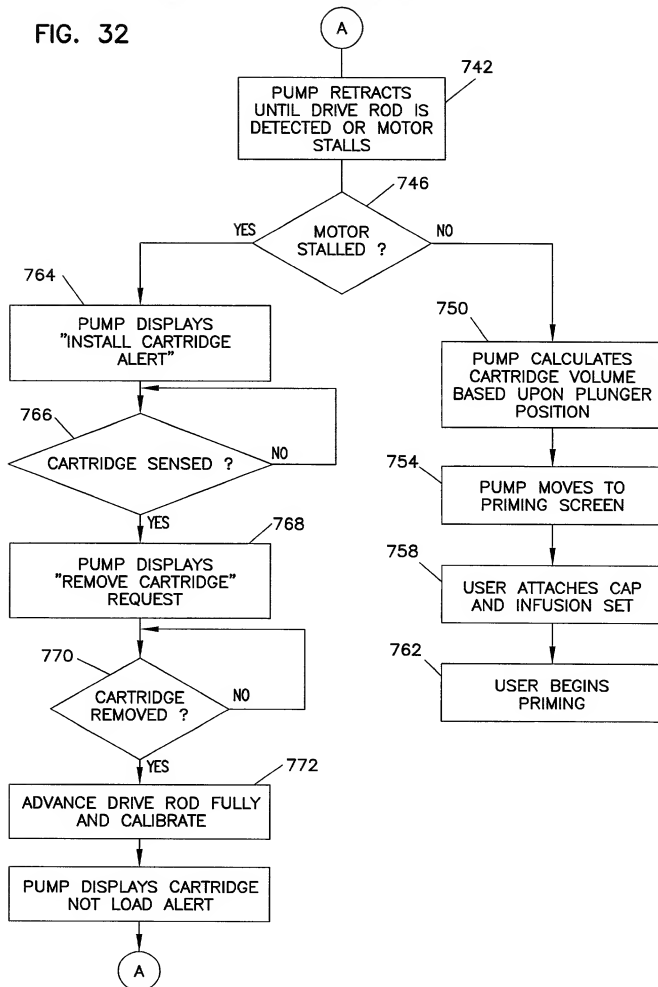 FIG. 32
A
742
PUMP RETRACTS
UNTIL DRIVE ROD IS
DETECTED OR MOTOR
STALLS
746
MOTOR
STALLED ?
YES
NO
764
PUMP DISPLAYS
"INSTALL CARTRIDGE
ALERT"
766
CARTRIDGE SENSED ?
NO
YES
768
PUMP DISPLAYS
"REMOVE CARTRIDGE"
REQUEST
770
CARTRIDGE
REMOVED ?
NO
YES
772
ADVANCE DRIVE ROD FULLY
AND CALIBRATE
PUMP DISPLAYS CARTRIDGE
NOT LOAD ALERT
A
750
PUMP CALCULATES
CARTRIDGE VOLUME
BASED UPON PLUNGER
POSITION
754
PUMP MOVES TO
PRIMING SCREEN
758
USER ATTACHES CAP
AND INFUSION SET
762
USER BEGINS
PRIMING